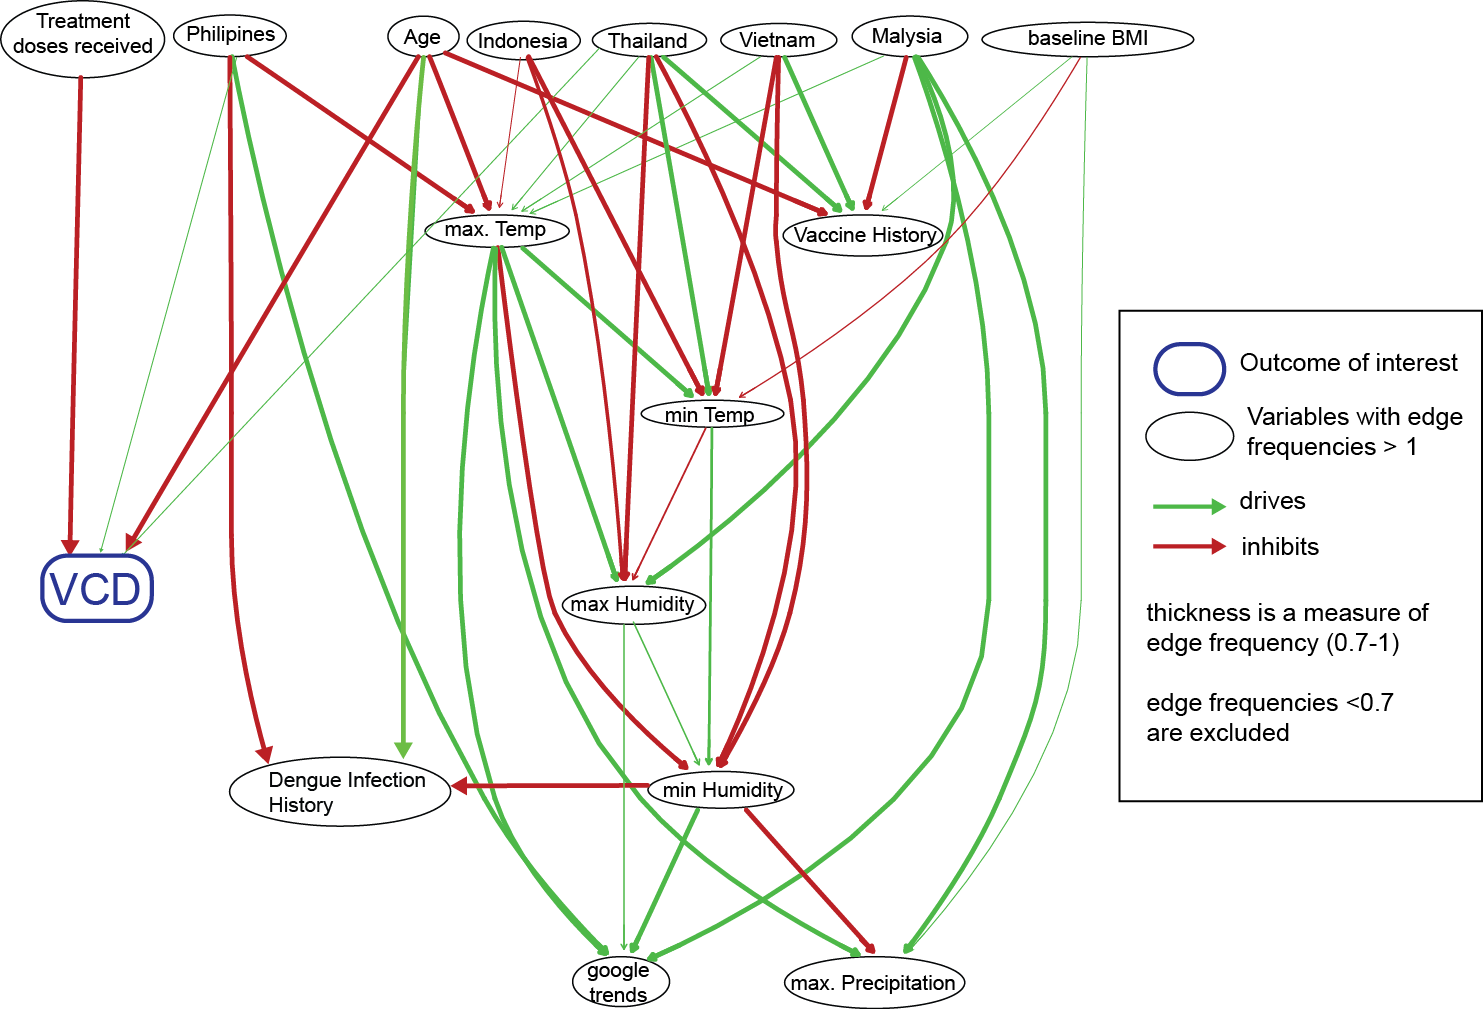 Treatment
doses received
Philipines
Age
Indonesia
Thailand
Vietnam
Malysia
baseline BMI
max. Temp
Vaccine History
min Temp
VCD
max Humidity
Dengue Infection
History
min Humidity
google
trends
max. Precipitation
Outcome of interest
Variables with edge
frequencies > 1
drives
inhibits
thickness is a measure of
edge frequency (0.7-1)
edge frequencies <0.7
are excluded